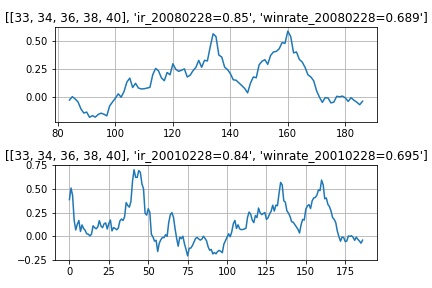 [[33, 34, 36, 38, 40], 'ir_20080228=0.85', 'winrate_20080228=0.689']
0.50
0.25
0.00
80 100 120 140 160 180
[[33, 34, 36, 38, 40], 'ir_20010228=0.84', 'winrate_20010228=0.695']
0.75
0.50
0.25
0.00
−0.25
0 25 50 75 100 125 150 175